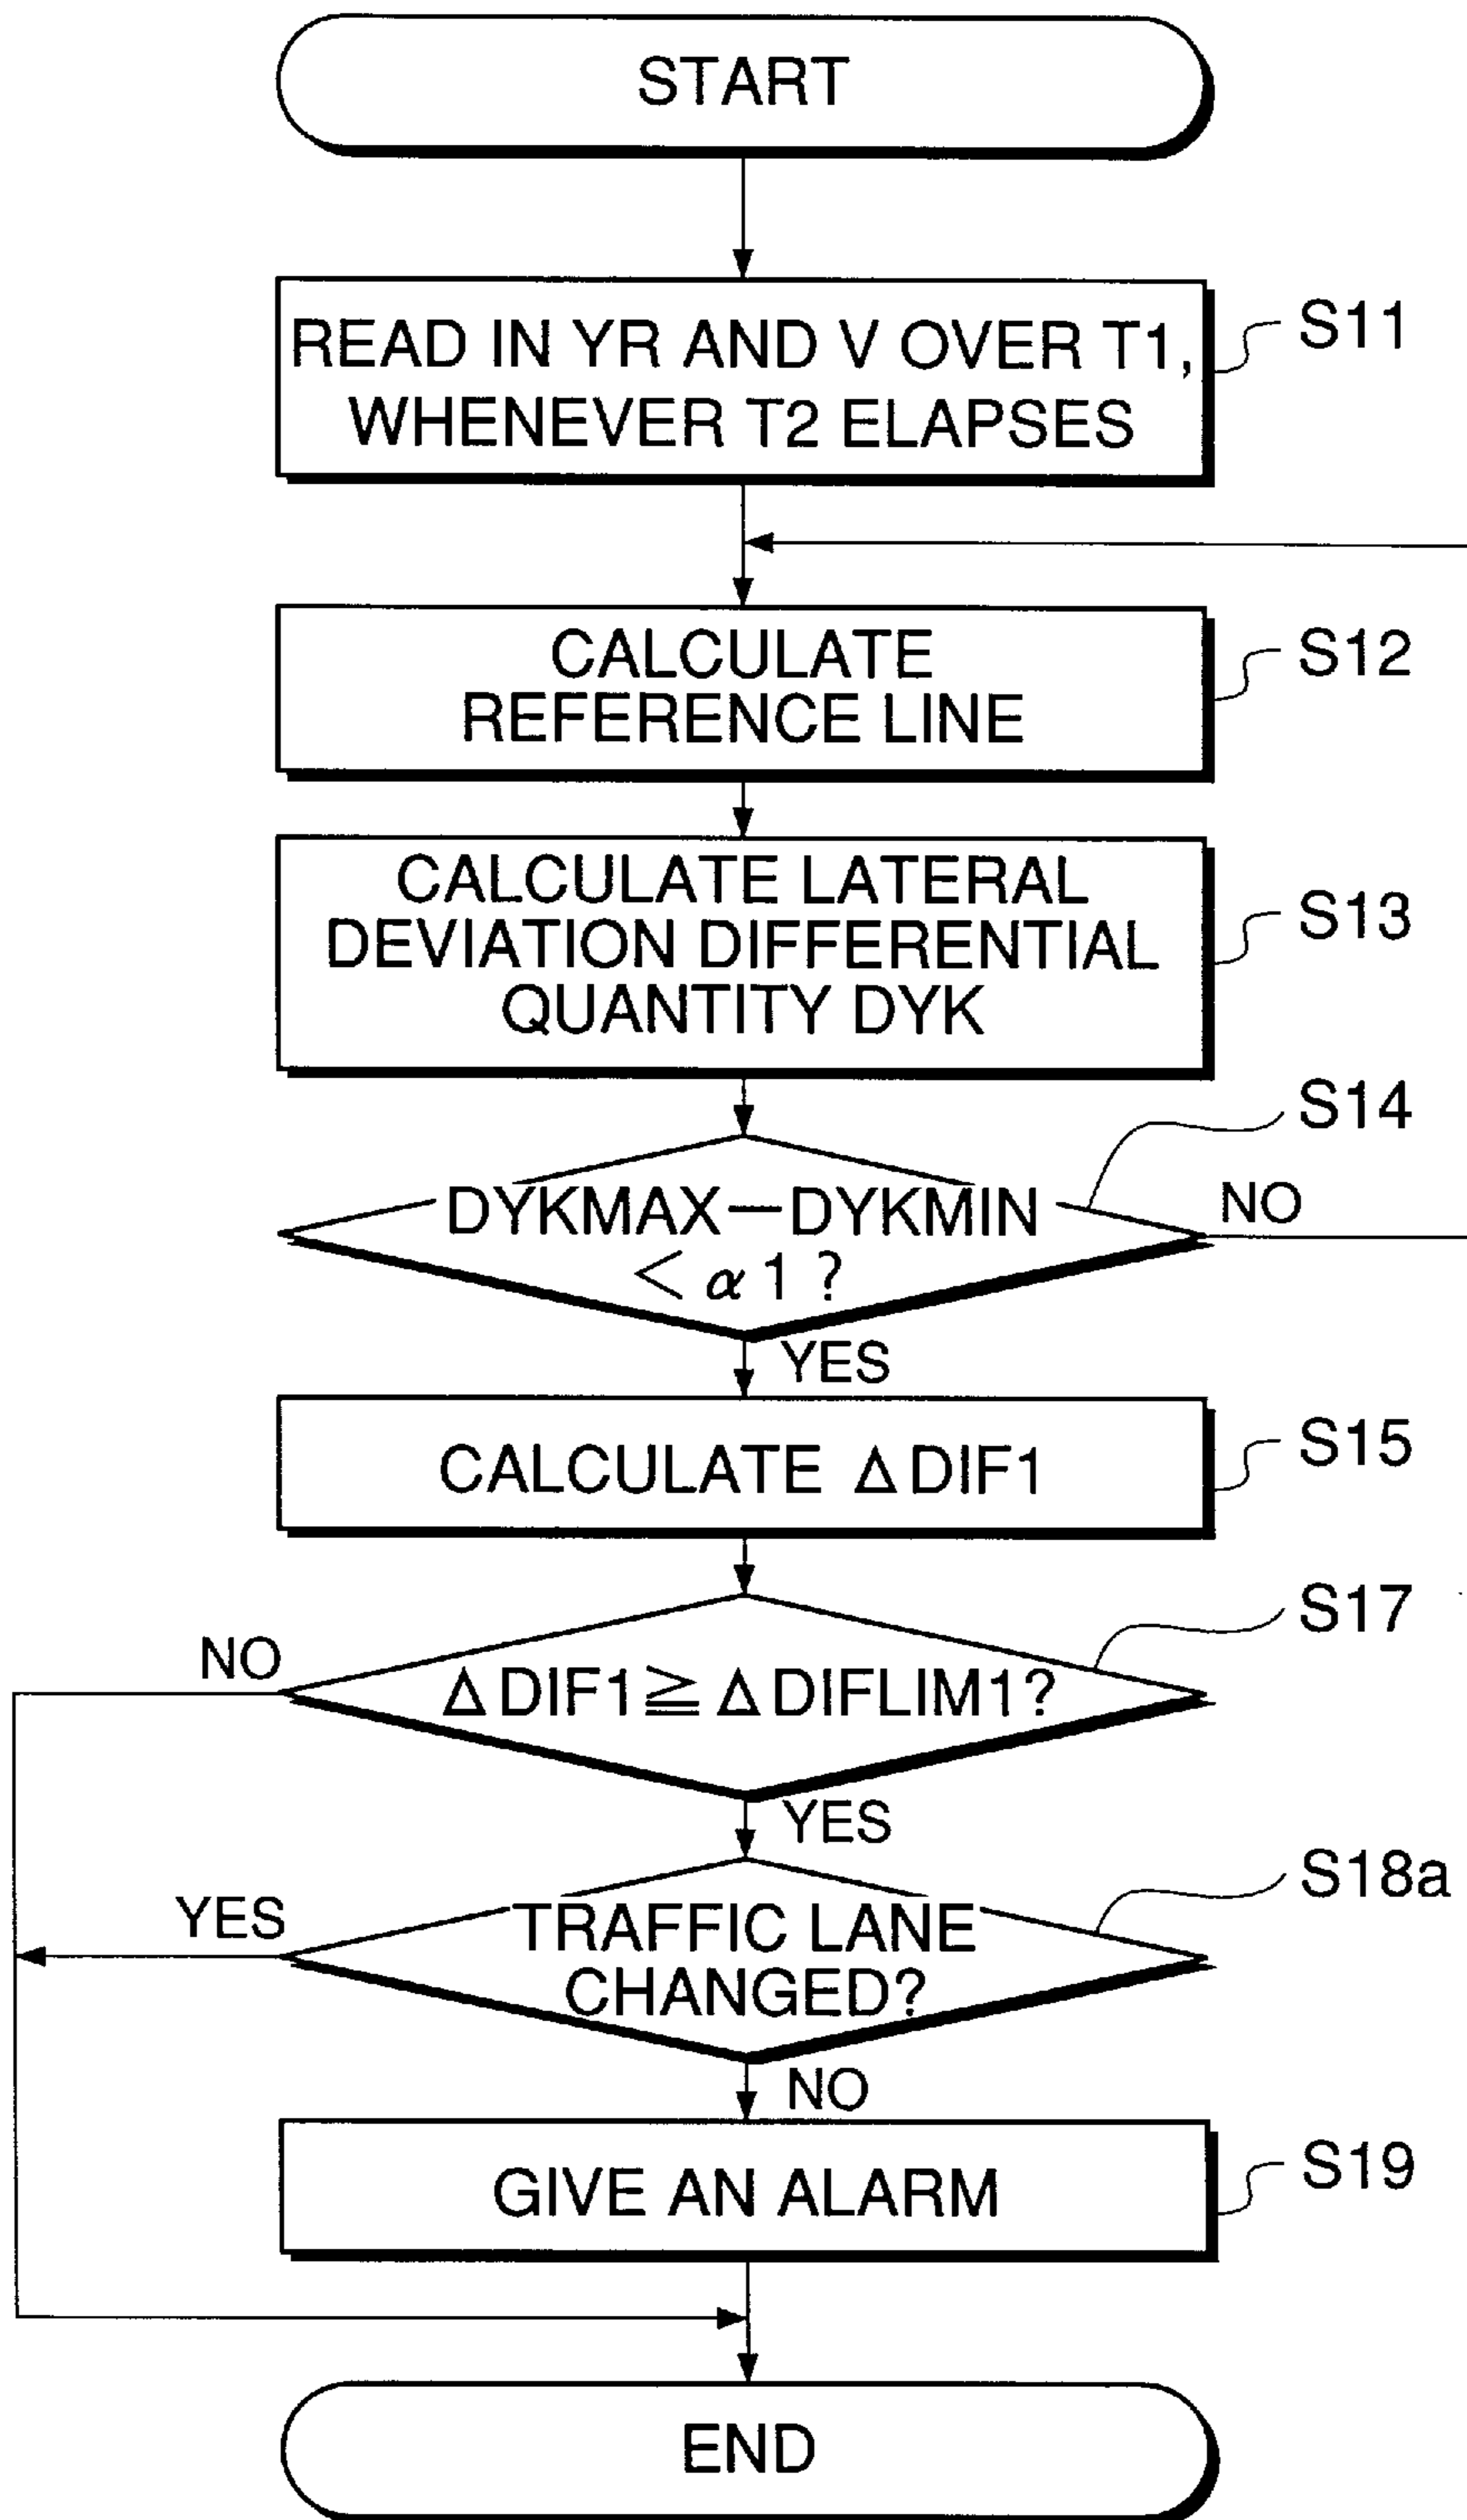 START
READ IN YR AND V OVER T1,
WHENEVER T2 ELAPSES
S11
CALCULATE
REFERENCE LINE
S12
CALCULATE LATERAL
DEVIATION DIFFERENTIAL
QUANTITY DYK
S13
S14
DYKMAX—DYKMIN
< α1 ?
NO
YES
CALCULATE ΔDIF1
S15
S17
NO
ΔDIF1≧ΔDIFLIM1?
YES
S18a
YES
TRAFFIC LANE
CHANGED?
NO
GIVE AN ALARM
S19
END